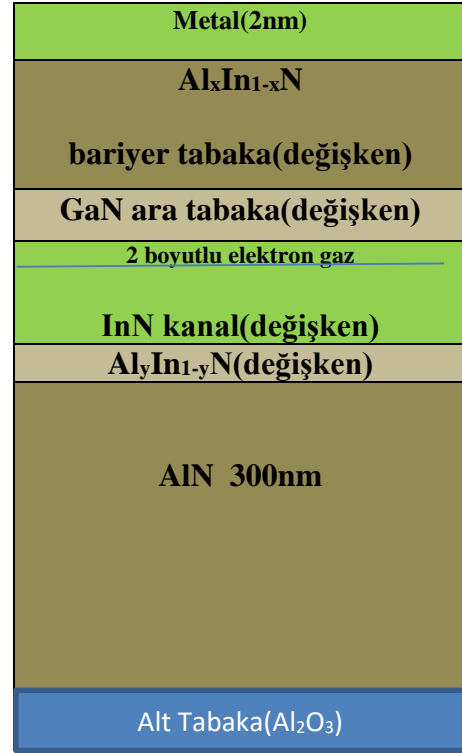 Metal(2nm)
AlxIn1-xN
bariyer tabaka(değişken)
GaN ara tabaka(değişken)
2 boyutlu elektron gaz
InN kanal(değişken)
AlyIn1-yN(değişken)
AlN 300nm
Alt Tabaka(Al2O3)